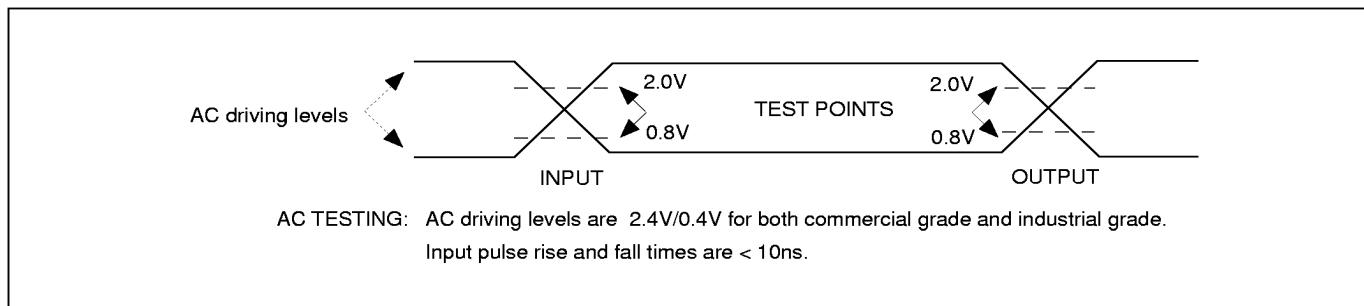 2.0V
2.0V
AC driving levels
TEST POINTS
0.8V
0.8V
INPUT
OUTPUT
AC TESTING: AC driving levels are 2.4V/0.4V for both commercial grade and industrial grade.
Input pulse rise and fall times are < 10ns.